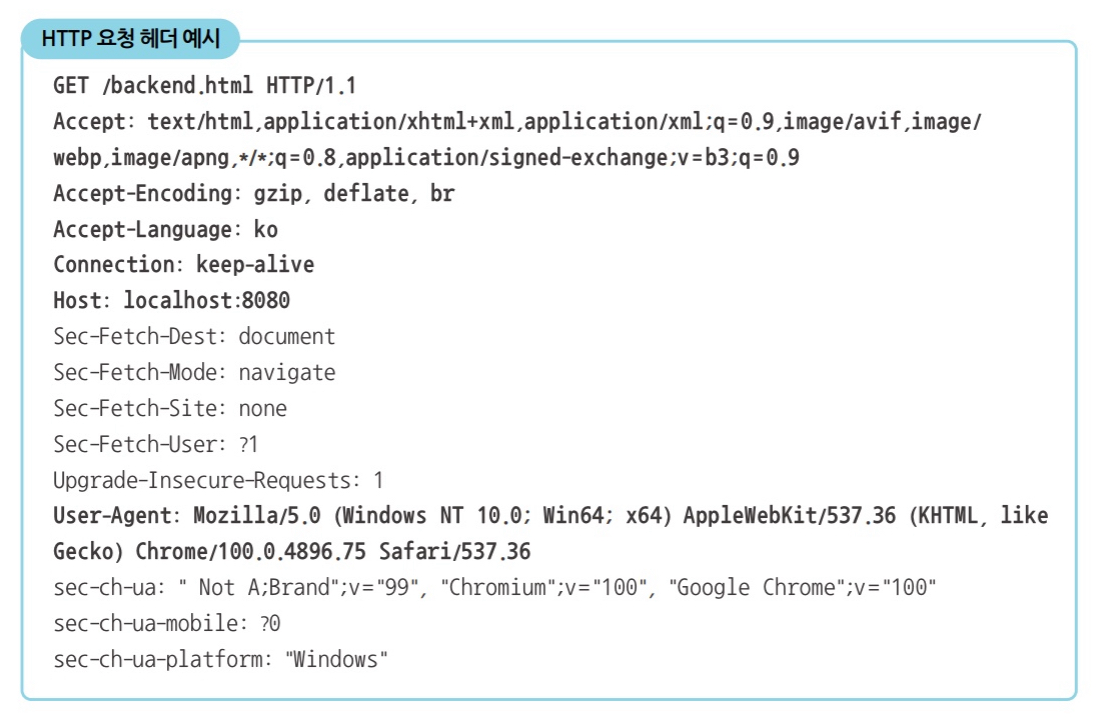 HTTP 요청 헤더 예시
GET /backend.html HTTP/1.1
Accept: text/html,application/xhtml+xml,application/xml;q=0.9,image/avif,image/
webp,image/apng,*/*;q=0.8,application/signed-exchange;v=b3;q=0.9
Accept-Encoding: gzip, deflate, br
Accept-Language: ko
Connection: keep-alive
Host: localhost:8080
Sec-Fetch-Dest: document
Sec-Fetch-Mode: navigate
Sec-Fetch-Site: none
Sec-Fetch-User: ?1
Upgrade-Insecure-Requests: 1
User-Agent: Mozilla/5.0 (Windows NT 10.0; Win64; x64) AppleWebKit/537.36 (KHTML, like
Gecko) Chrome/100.0.4896.75 Safari/537.36
sec-ch-ua: " Not A;Brand";v="99", "Chromium";v="100", "Google Chrome";v="100"
sec-ch-ua-mobile: ?0
sec-ch-ua-platform: "Windows"